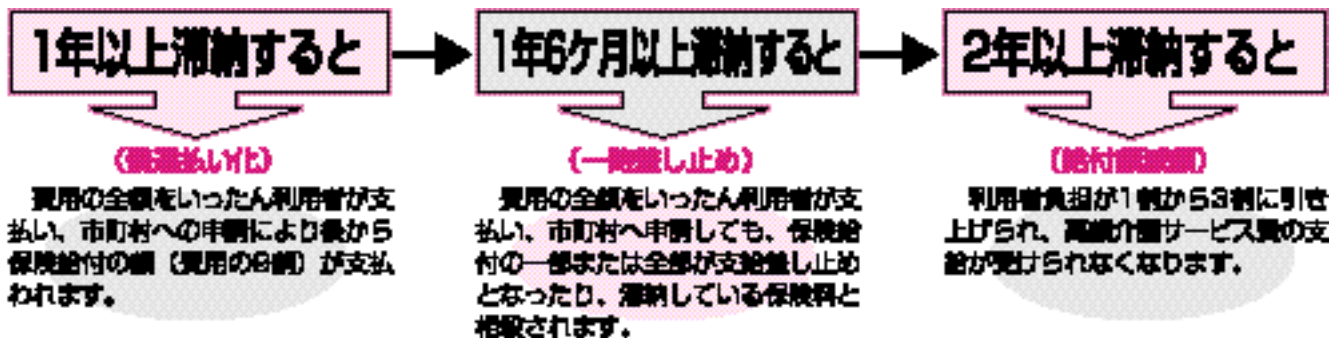 1年以上滞納すると
(償還払い化)
費用の全額をいったん利用者が支
払い、市町村への申請により後から
保険給付の額（費用の9割）が支払
われます。
1年6ケ月以上滞納すると
(一時差し止め)
費用の全額をいったん利用者が支
払い、市町村へ申請しても、保険給
付の一部または全部が支給差し止め
となったり、滞納している保険料と
相殺されます。
2年以上滞納すると
(給付額減額)
利用者負担が1割から3割に引き
上げられ、高額介護サービス費の支
給が受けられなくなります。